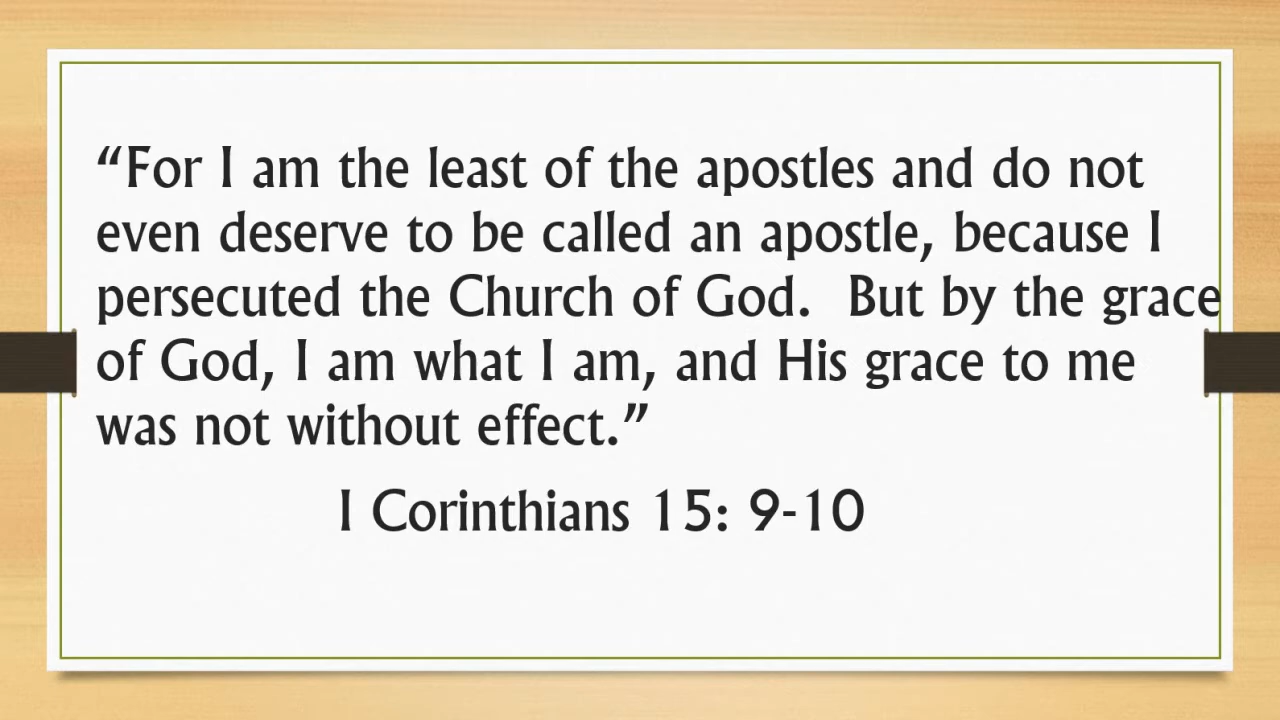 “For I am the least of the apostles and do not
even deserve to be called an apostle, because I
persecuted the Church of God.  But by the grace
of God, I am what I am, and His grace to me
was not without effect.”
I Corinthians 15: 9-10